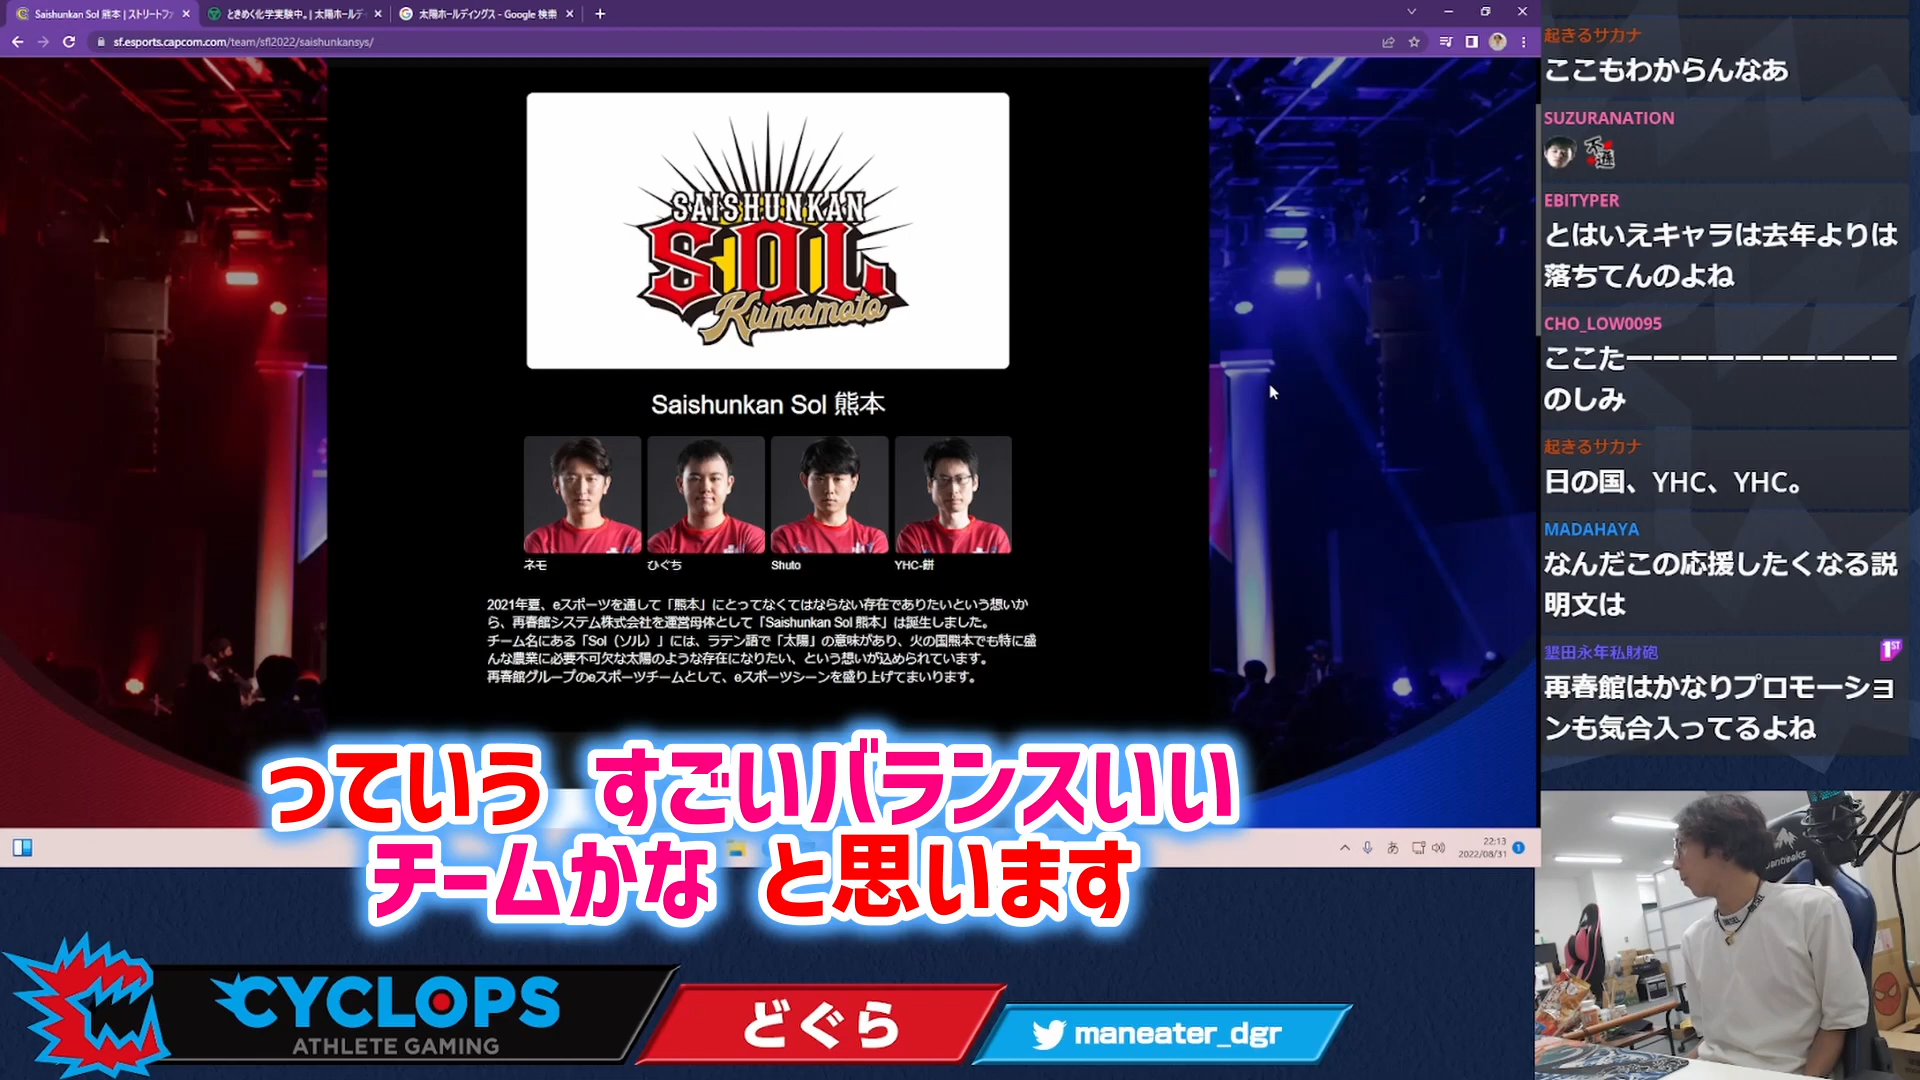 Saishunkan Sol 熊本 | ストリートファ
ときめく化学実験中。| 太陽ホールデ
太陽ホールディングス - Google 検索
sf.esports.capcom.com/team/sfl2022/saishunkansys/
SAISHUNKAN
SOL
Kumamoto
Saishunkan Sol 熊本
ネモ
ひぐち
Shuto
YHC-餅
2021年夏、eスポーツを通して「熊本」にとってなくてはならない存在でありたいという想いか
ら、再春館システム株式会社を運営母体として「Saishunkan Sol 熊本」は誕生しました。
チーム名にある「Sol（ソル）」には、ラテン語で「太陽」の意味があり、火の国熊本でも特に盛
んな農業に必要不可欠な太陽のような存在になりたい、という想いが込められています。
再春館グループのeスポーツチームとして、eスポーツシーンを盛り上げてまいります。
っていう すごいバランスいい
チームかな と思います
あ
22:13
2022/08/31
1
CYCLOPS
ATHLETE GAMING
どぐら
maneater_dgr
起きるサカナ
ここもわからんなあ
SUZURANATION
EBITYPER
とはいえキャラは去年よりは
落ちてんのよね
CHO_LOW0095
ここたーーーーーーーーーー
のしみ
起きるサカナ
日の国、YHC、YHC。
MADAHAYA
なんだこの応援したくなる説
明文は
墾田永年私財砲
1ST
再春館はかなりプロモーショ
ンも気合入ってるよね